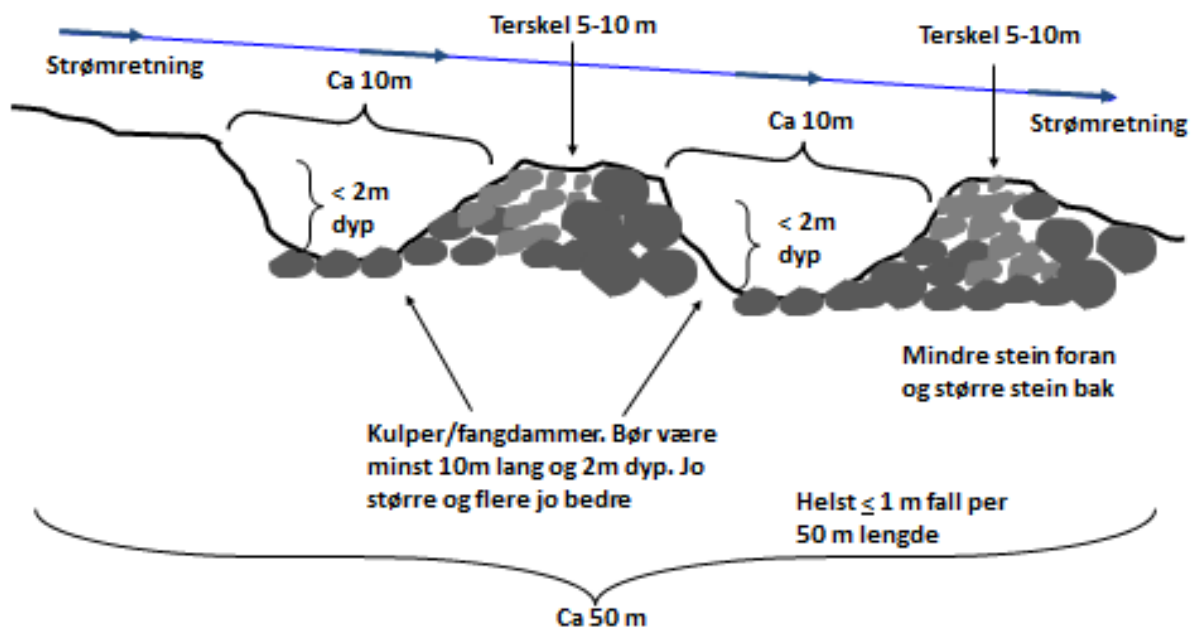 Terskel 5-10 m
Terskel 5-10m
Strømretning
Ca 10m
Ca 10m
Strømretning
< 2m
dyp
< 2m
dyp
Mindre stein foran
og større stein bak
Kulper/fangdammer. Bør være
minst 10m lang og 2m dyp. Jo
større og flere jo bedre
Helst ≤ 1 m fall per
50 m lengde
Ca 50 m